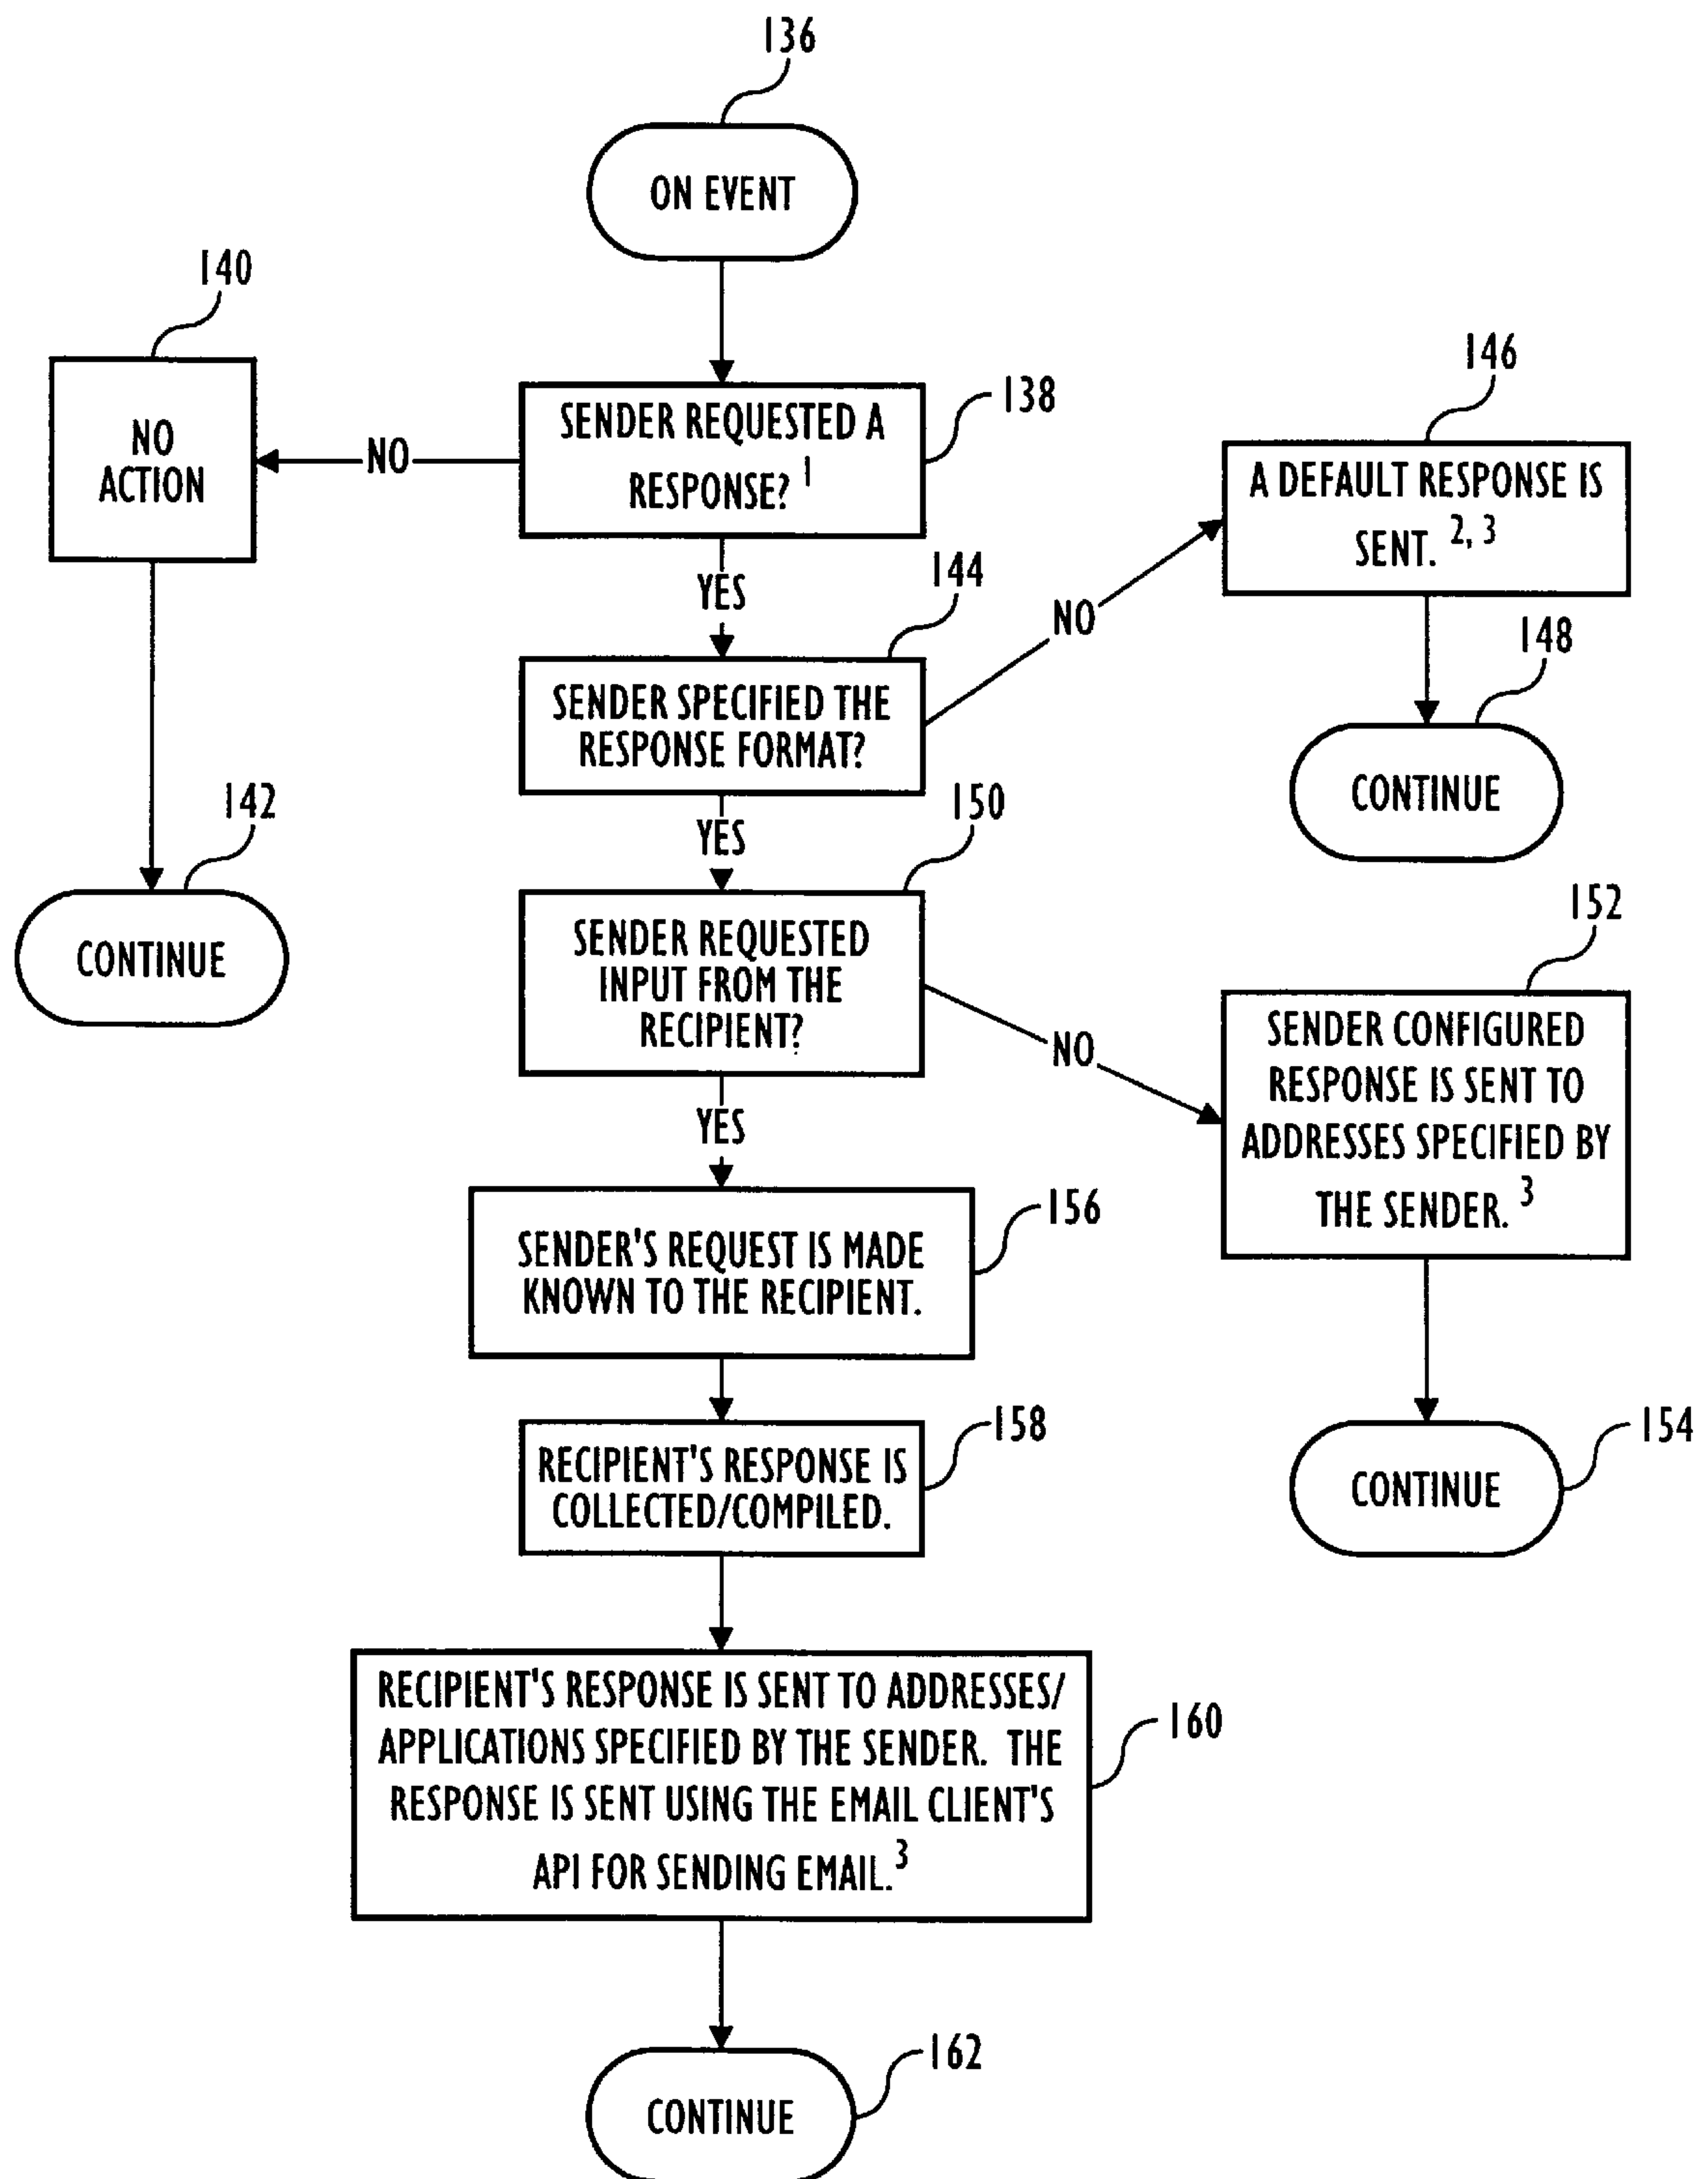 136
ON EVENT
140
NO
ACTION
NO
SENDER REQUESTED A
RESPONSE? 1
138
146
A DEFAULT RESPONSE IS
SENT. 2, 3
YES
144
NO
148
SENDER SPECIFIED THE
RESPONSE FORMAT?
CONTINUE
142
YES
150
CONTINUE
SENDER REQUESTED
INPUT FROM THE
RECIPIENT?
NO
152
SENDER CONFIGURED
RESPONSE IS SENT TO
ADDRESSES SPECIFIED BY
THE SENDER. 3
YES
156
SENDER'S REQUEST IS MADE
KNOWN TO THE RECIPIENT.
158
RECIPIENT'S RESPONSE IS
COLLECTED/COMPILED.
154
CONTINUE
RECIPIENT'S RESPONSE IS SENT TO ADDRESSES/
APPLICATIONS SPECIFIED BY THE SENDER. THE
RESPONSE IS SENT USING THE EMAIL CLIENT'S
API FOR SENDING EMAIL.3
160
162
CONTINUE